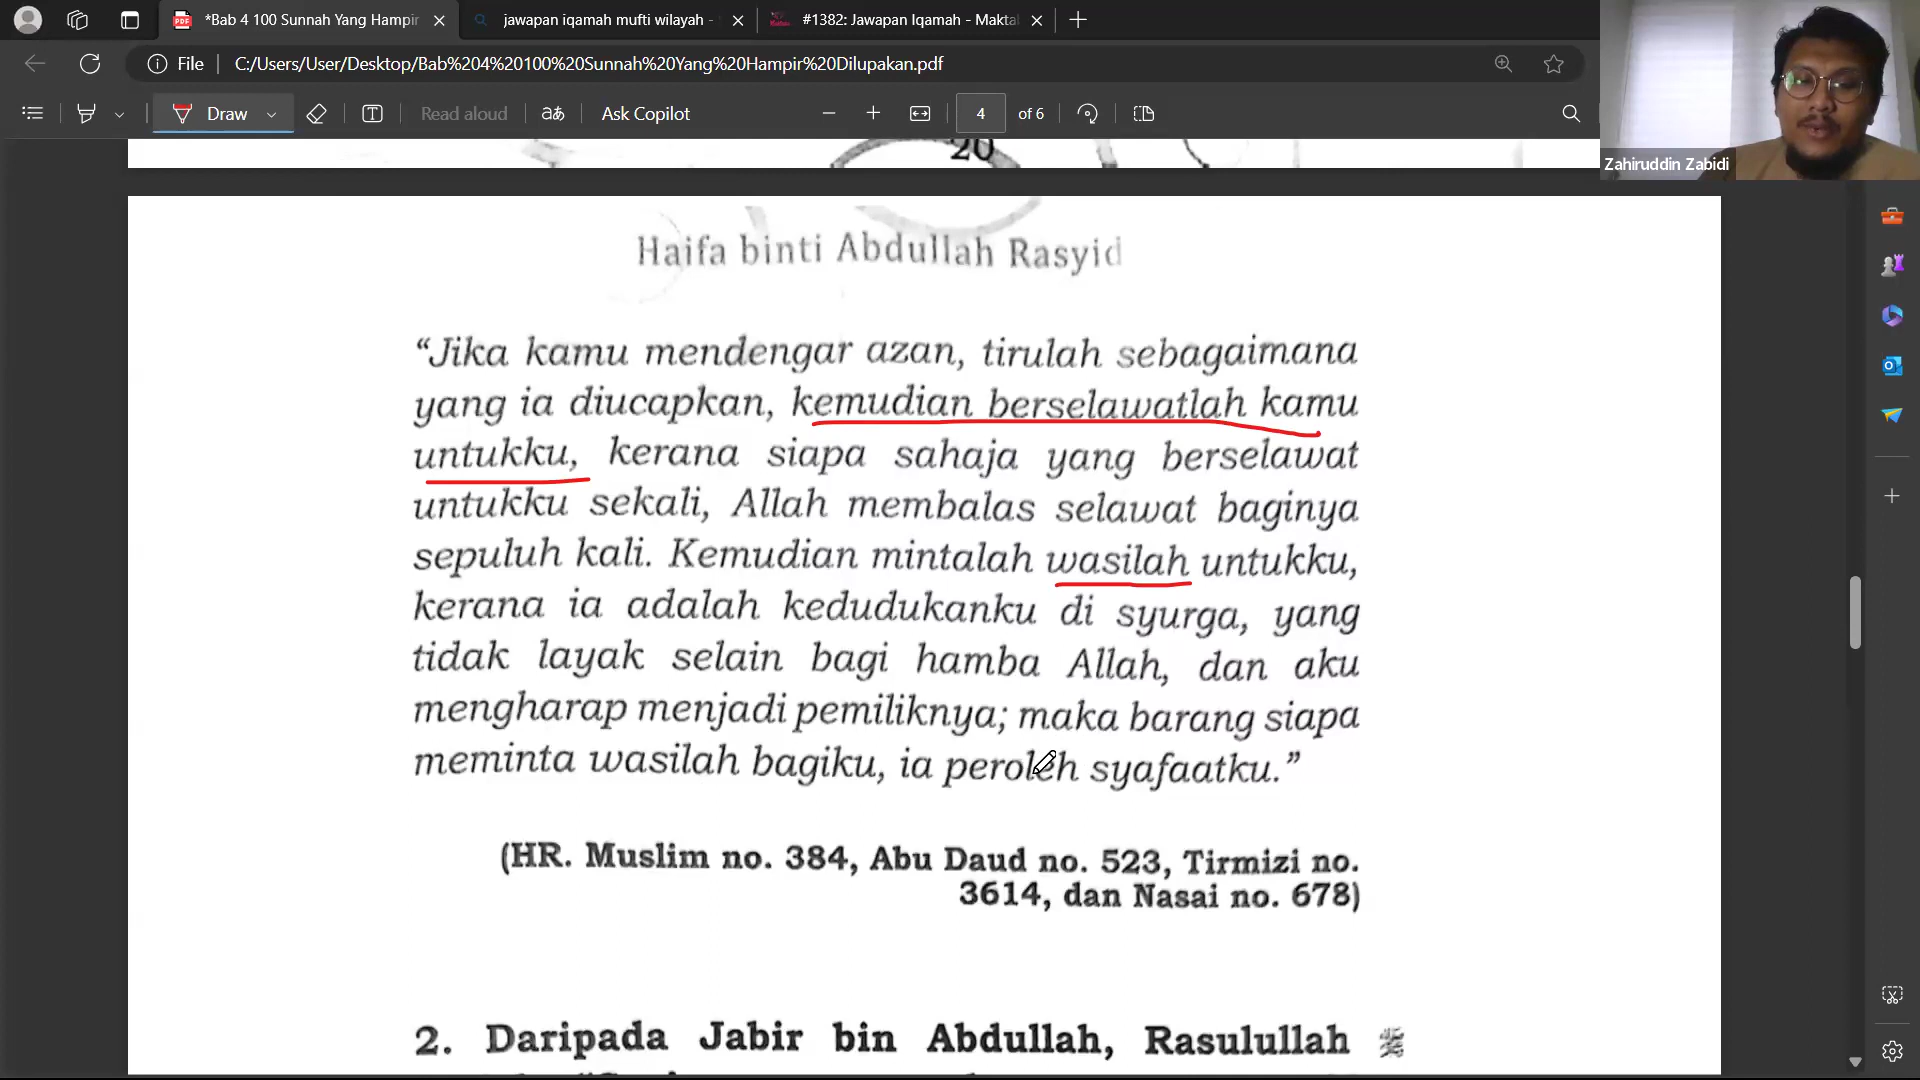 *Bab 4 100 Sunnah Yang Hampir
jawapan iqamah mufti wilayah -
#1382: Jawapan Iqamah - Makta
File
C:/Users/User/Desktop/Bab%204%20100%20Sunnah%20Yang%20Hampir%20Dilupakan.pdf
Draw
Read aloud
aあ
Ask Copilot
4
of 6
Zahiruddin Zabidi
20
Haifa binti Abdullah Rasyid
“Jika kamu mendengar azan, tirulah sebagaimana
yang ia diucapkan, kemudian berselawatlah kamu
untukku, kerana siapa sahaja yang berselawat
untukku sekali, Allah membalas selawat baginya
sepuluh kali. Kemudian mintalah wasilah untukku,
kerana ia adalah kedudukanku di syurga, yang
tidak layak selain bagi hamba Allah, dan aku
mengharap menjadi pemiliknya; maka barang siapa
meminta wasilah bagiku, ia peroleh syafaatku.”
(HR. Muslim no. 384, Abu Daud no. 523, Tirmizi no.
3614, dan Nasai no. 678)
2. Daripada Jabir bin Abdullah, Rasulullah ﷺ